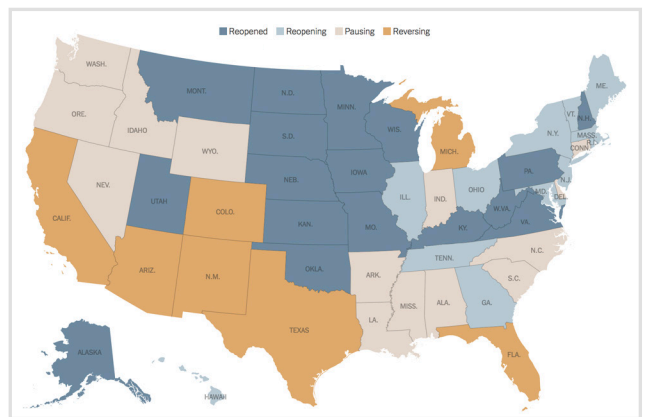 Reopened Reopening Pausing Reversing
WASH.
MONT.
N.D.
MINN.
ME.
ORE.
IDAHO
S.D.
WIS.
VT.
N.H.
N.Y.
MASS.
WYO.
MICH.
CONN.
R.I.
NEB.
IOWA
PA.
N.J.
NEV.
UTAH
COLO.
ILL.
IND.
OHIO
MD.
DEL.
CALIF.
KAN.
MO.
KY.
W.VA.
VA.
ARIZ.
N.M.
OKLA.
ARK.
TENN.
N.C.
S.C.
MISS.
ALA.
GA.
TEXAS
LA.
ALASKA
FLA.
HAWAII